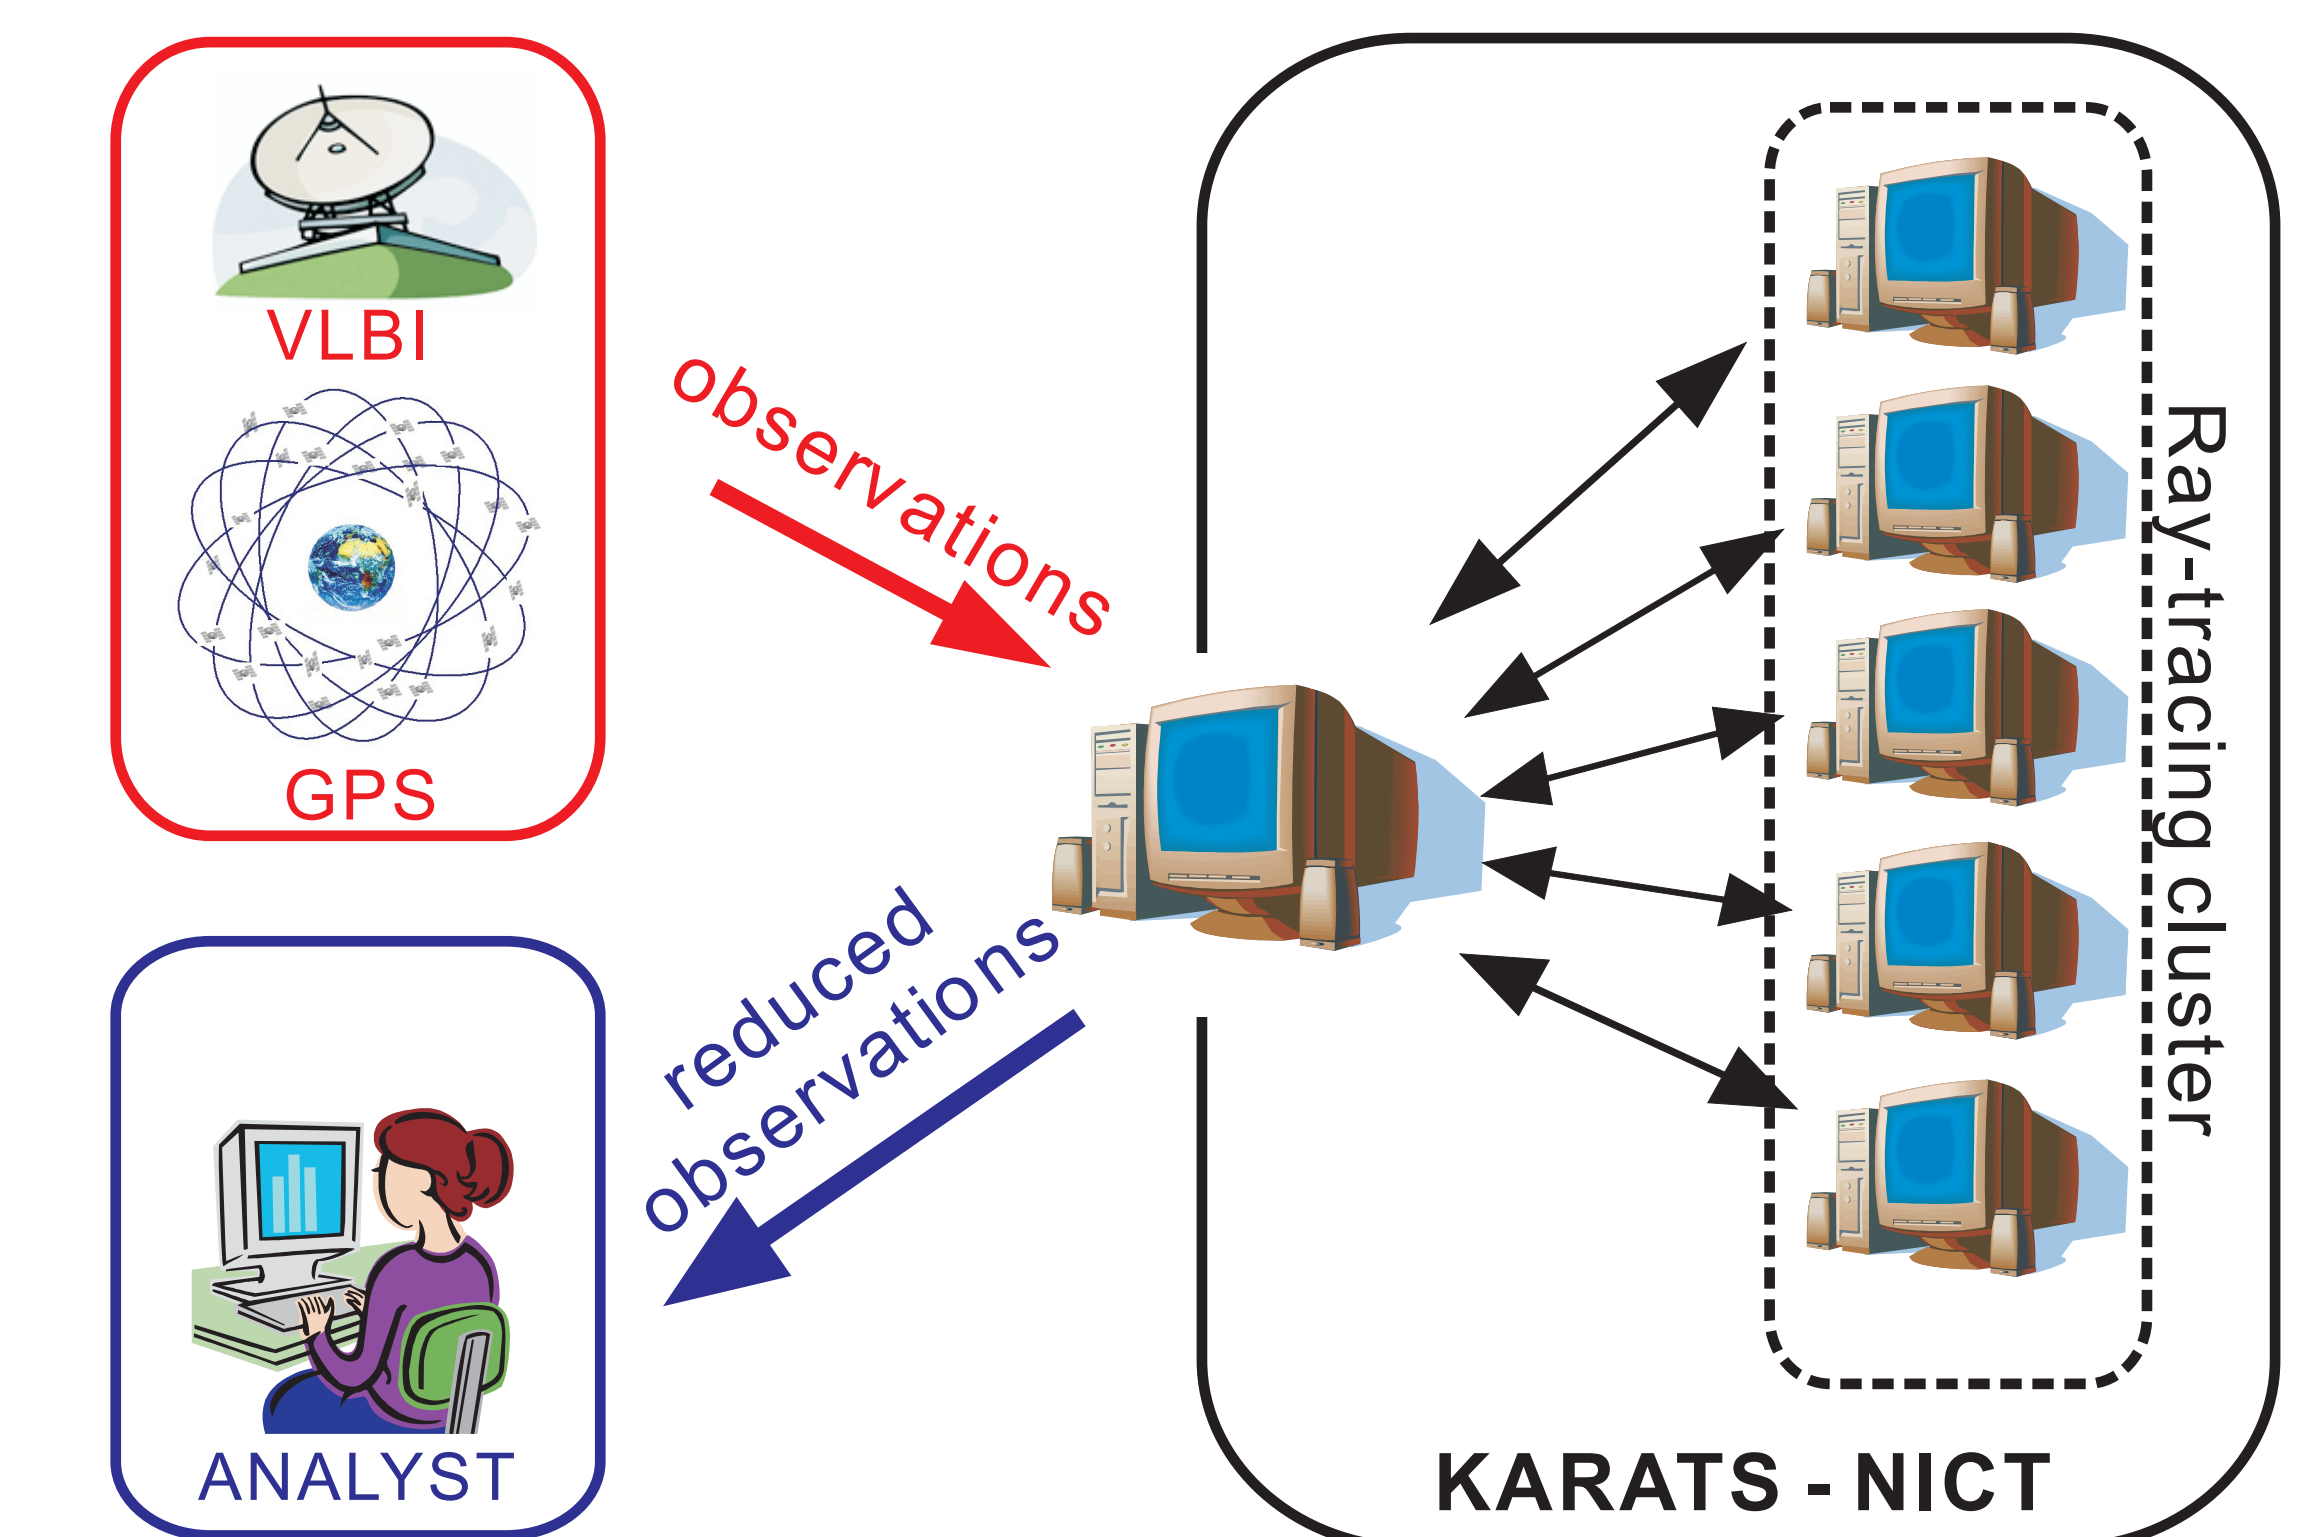 VLBI
GPS
observations
reduced
observations
ANALYST
Ray-tracing cluster
KARATS - NICT